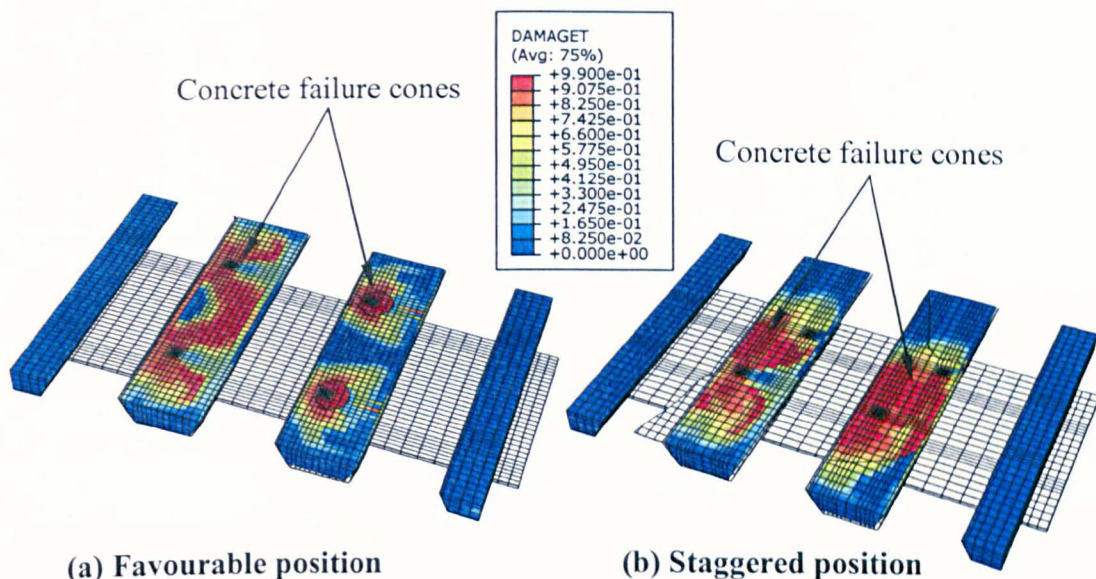 DAMAGET
(Avg: 75%)
+9.900e-01
+9.075e-01
+8.250e-01
+7.425e-01
+6.600e-01
+5.775e-01
+4.950e-01
+4.125e-01
+3.300e-01
+2.475e-01
+1.650e-01
+8.250e-02
+0.000e+00
Concrete failure cones
Concrete failure cones
(a) Favourable position
(b) Staggered position